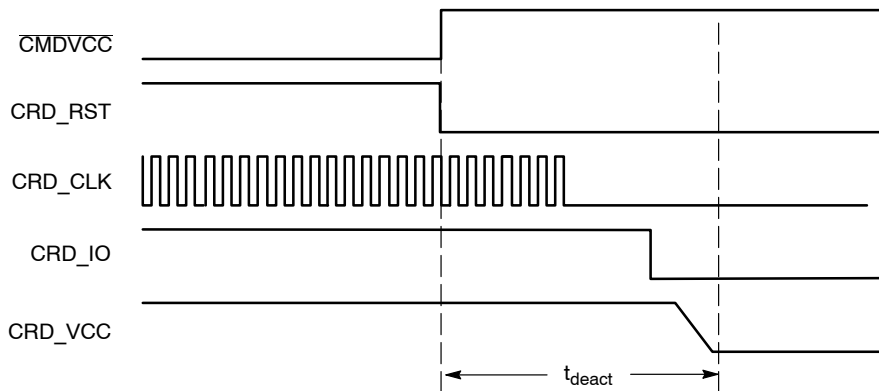 CMDVCC
CRD_RST
CRD_CLK
CRD_IO
CRD_VCC
tdeact